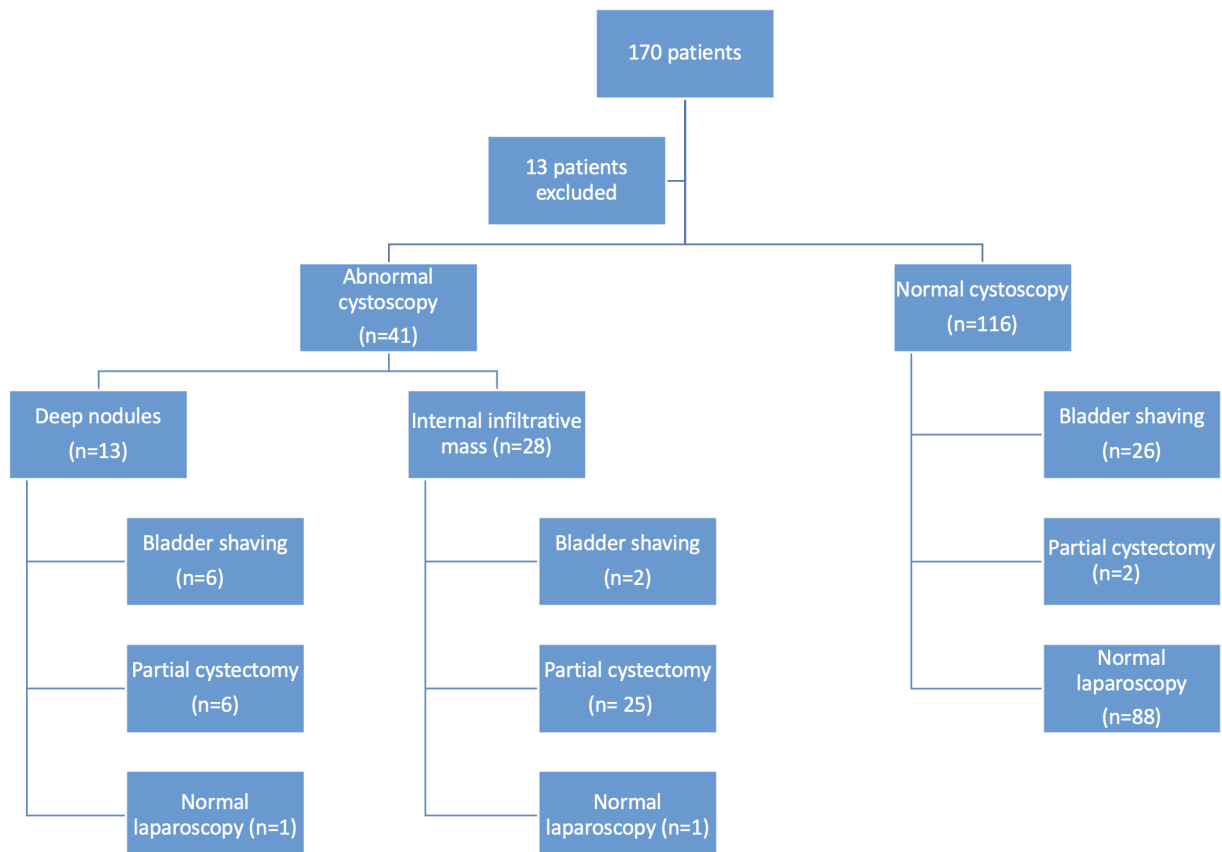 170 patients
13 patients
excluded
Abnormal
cystoscopy
(n=41)
Normal cystoscopy
(n=116)
Deep nodules
(n=13)
Internal infiltrative
mass (n=28)
Bladder shaving
(n=26)
Bladder shaving
(n=6)
Bladder shaving
(n=2)
Partial cystectomy
(n=2)
Partial cystectomy
(n=6)
Partial cystectomy
(n= 25)
Normal
laparoscopy
(n=88)
Normal
laparoscopy (n=1)
Normal
laparoscopy (n=1)